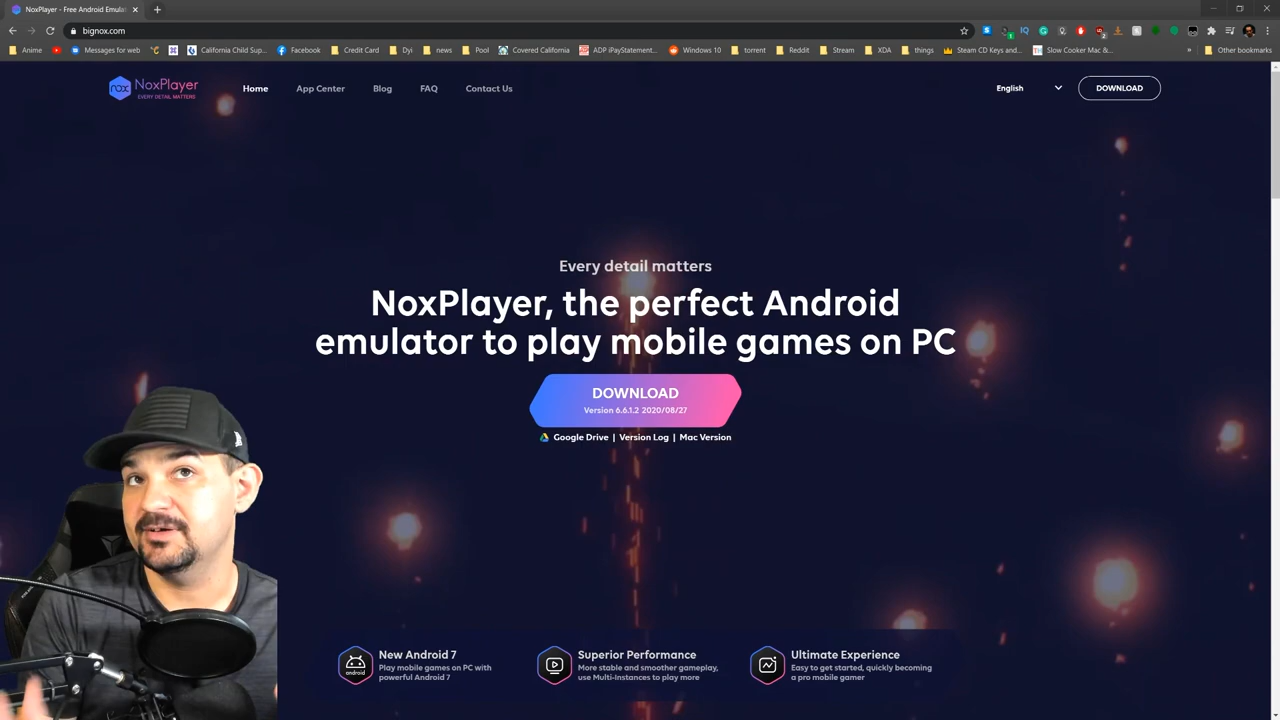 NoxPlayer - Free Android Emulat
bignox.com
Anime
Messages for web
California Child Sup...
Facebook
Credit Card
Dyi
news
Pool
Covered California
ADP iPayStatement...
Windows 10
torrent
Reddit
Stream
XDA
things
Steam CD Keys and...
Slow Cooker Mac &...
Other bookmarks
nox NoxPlayer
EVERY DETAIL MATTERS
Home
App Center
Blog
FAQ
Contact Us
English
DOWNLOAD
Every detail matters
NoxPlayer, the perfect Android
emulator to play mobile games on PC
DOWNLOAD
Version 6.6.1.2 2020/08/27
Google Drive | Version Log | Mac Version
New Android 7
Play mobile games on PC with
powerful Android 7
android
Superior Performance
More stable and smoother gameplay,
use Multi-Instances to play more
Ultimate Experience
Easy to get started, quickly becoming
a pro mobile gamer